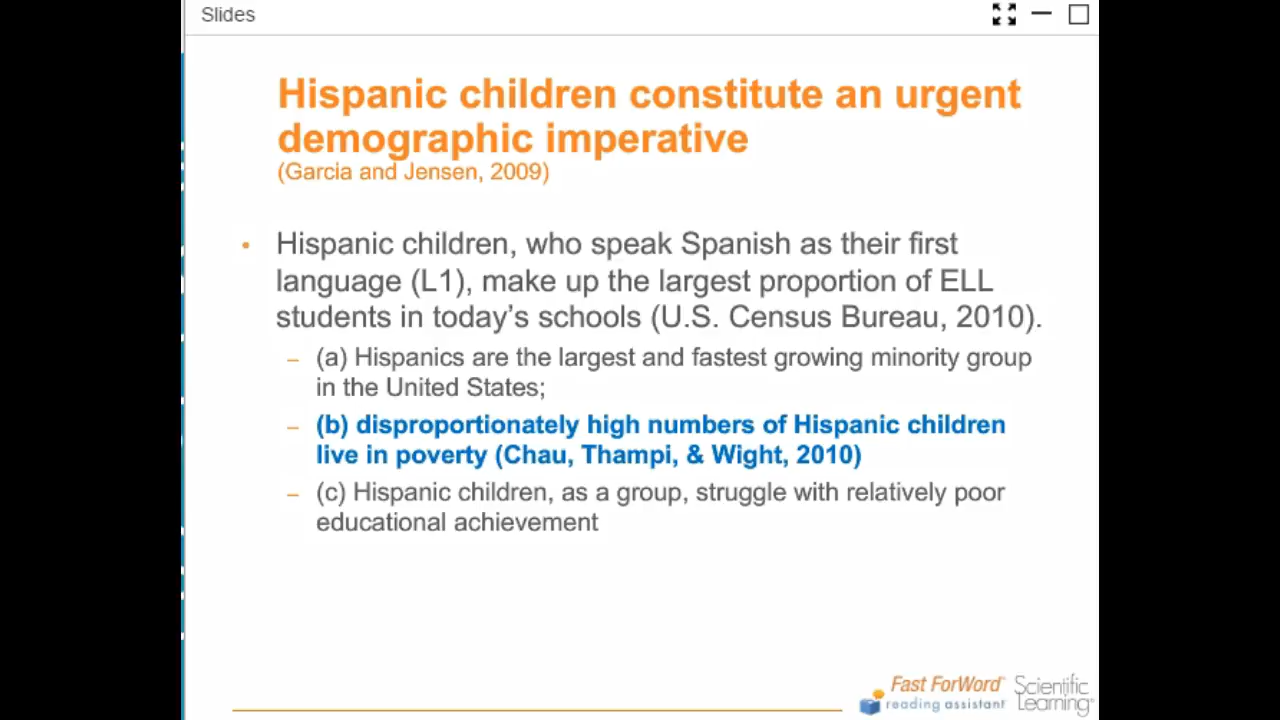 Slides
Hispanic children constitute an urgent
demographic imperative
(Garcia and Jensen, 2009)
• Hispanic children, who speak Spanish as their first
language (L1), make up the largest proportion of ELL
students in today's schools (U.S. Census Bureau, 2010).
– (a) Hispanics are the largest and fastest growing minority group
in the United States;
– (b) disproportionately high numbers of Hispanic children
live in poverty (Chau, Thampi, & Wight, 2010)
– (c) Hispanic children, as a group, struggle with relatively poor
educational achievement
Fast ForWord
reading assistant
Scientific
Learning